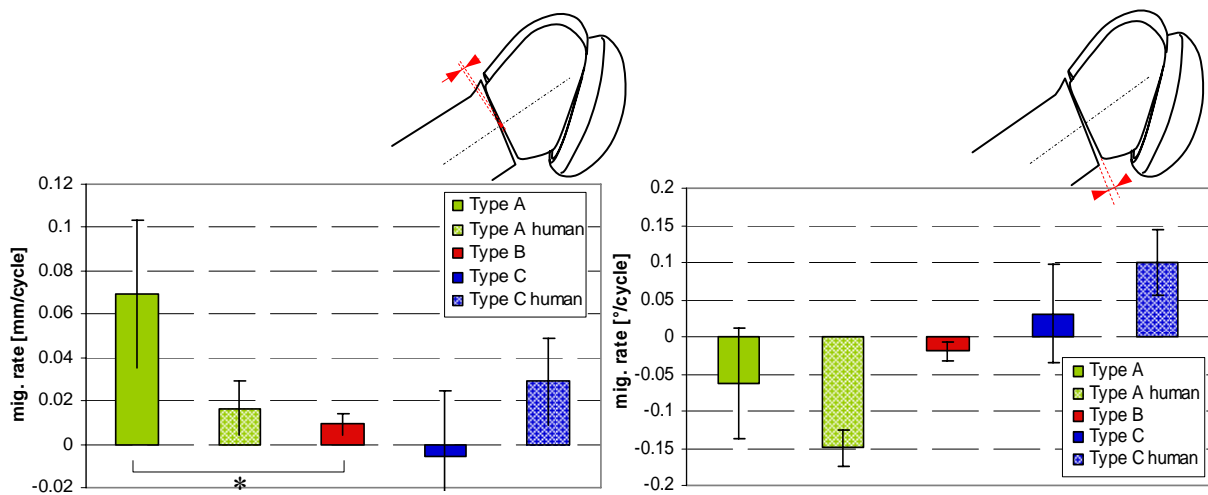 0.12
0.1
0.08
0.06
0.04
0.02
0
-0.02
mig. rate [mm/cycle]
Type A
Type A human
Type B
Type C
Type C human
*
0.2
0.15
0.1
0.05
0
-0.05
-0.1
-0.15
-0.2
mig. rate [°/cycle]
Type A
Type A human
Type B
Type C
Type C human